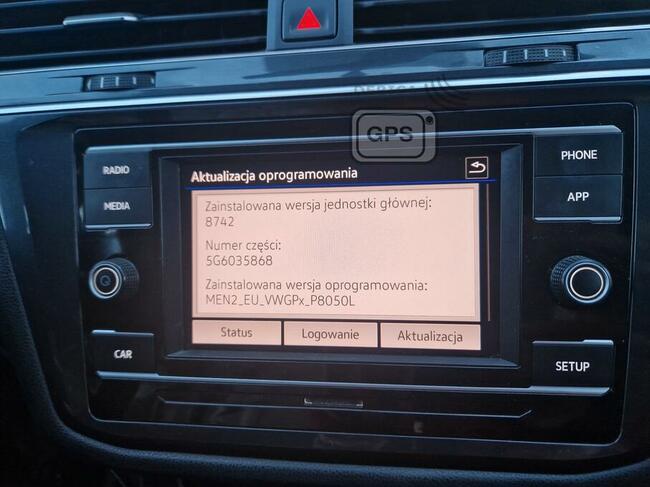 GPS
RADIO
MEDIA
CAR
Aktualizacja oprogramowania
Zainstalowana wersja jednostki głównej:
8742
Numer części:
5G6035868
Zainstalowana wersja oprogramowania:
MEN2_EU_VWGPx_P8050L
Status
Logowanie
Aktualizacja
PHONE
APP
SETUP